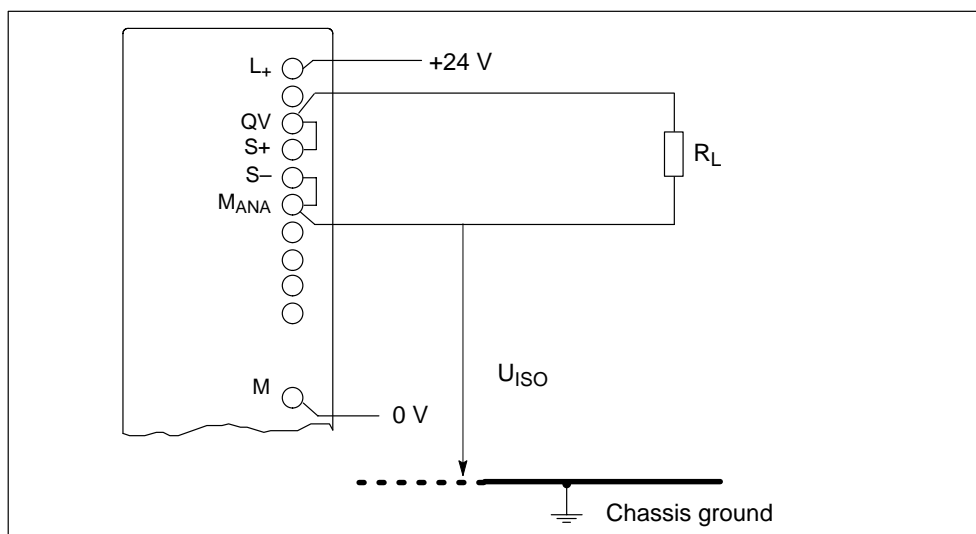 L+
+24 V
QV
S+
S–
MANA
RL
UISO
M
0 V
Chassis ground